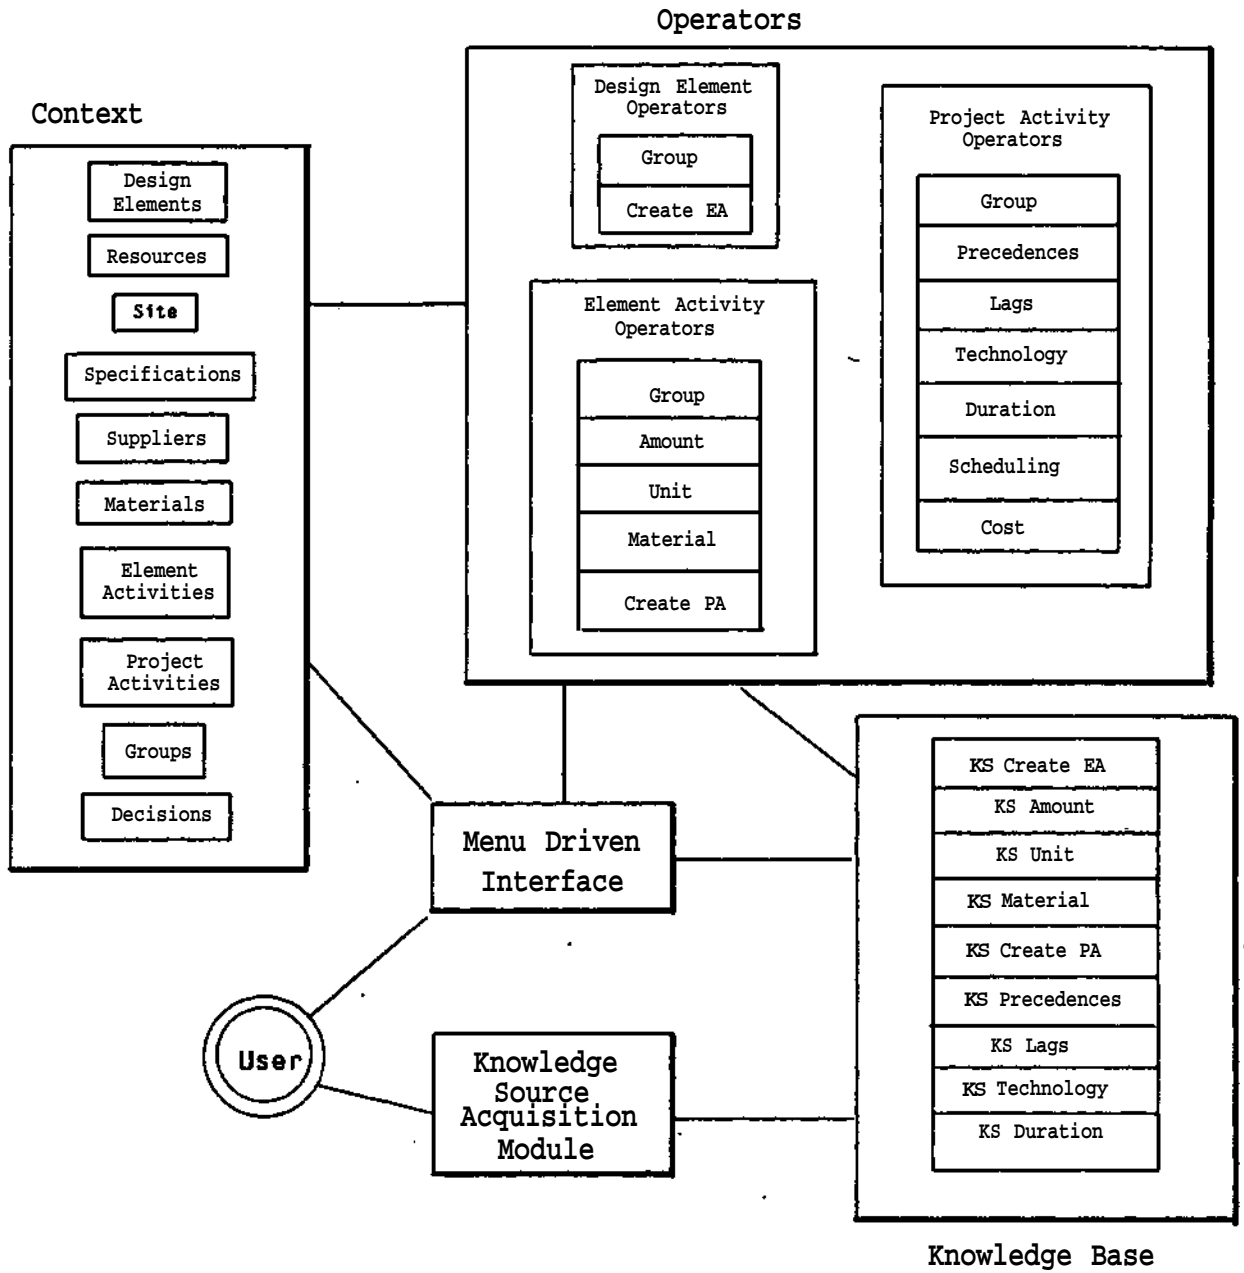 Operators
Context
Design
Elements
Resources
Site
Specifications
Suppliers
Materials
Element
Activities
Project
Activities
Groups
Decisions
Design Element
Operators
Group
Create EA
Element Activity
Operators
Group
Amount
Unit
Material
Create PA
Project Activity
Operators
Group
Precedences
Lags
Technology
Duration
Scheduling
Cost
Menu Driven
Interface
User
Knowledge
Source
Acquisition
Module
KS Create EA
KS Amount
KS Unit
KS Material
KS Create PA
KS Precedences
KS Lags
KS Technology
KS Duration
Knowledge Base